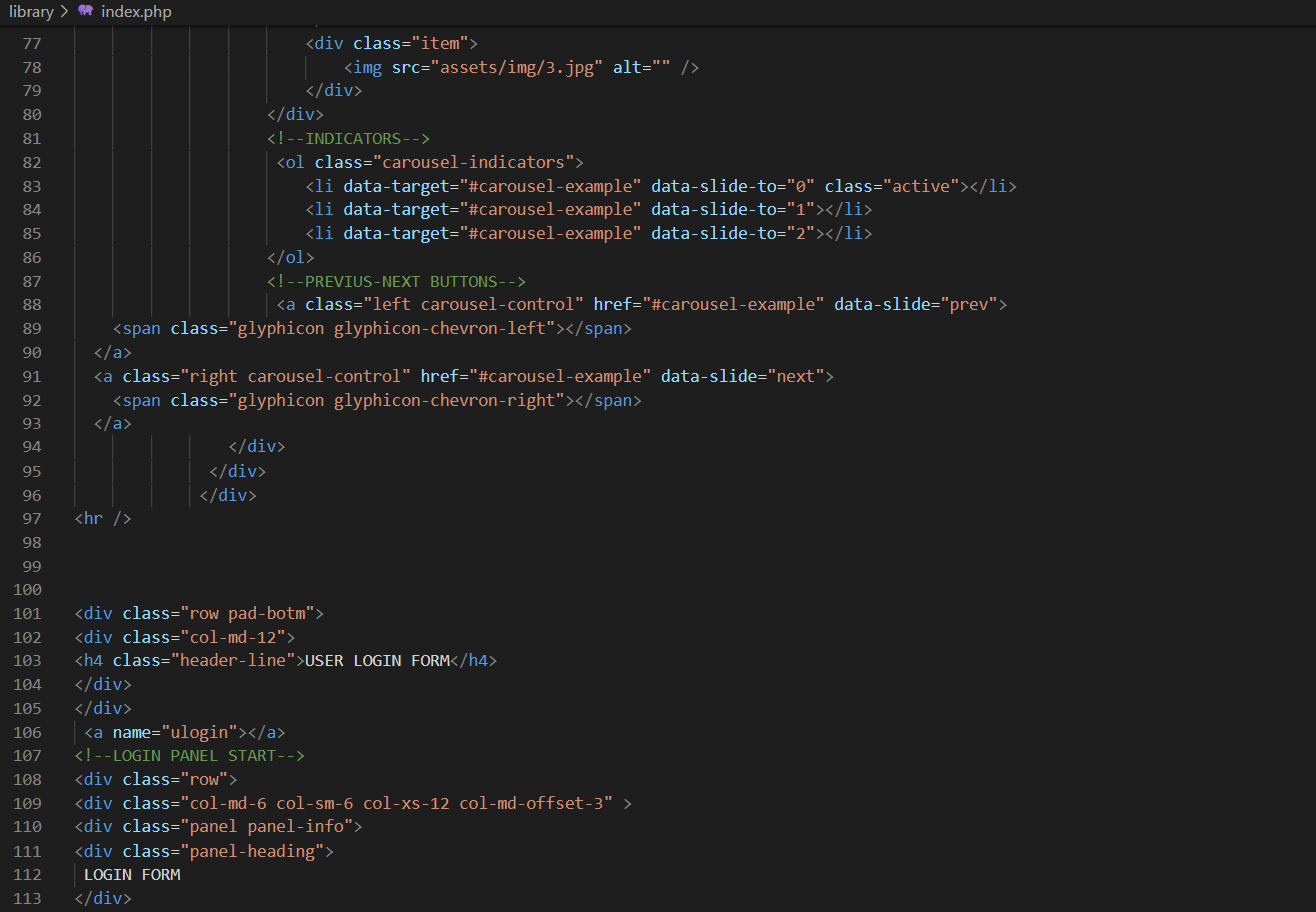 library > index.php
77 <div class="item">
78 <img src="assets/img/3.jpg" alt="" />
79 </div>
80 </div>
81 <!--INDICATORS-->
82 <ol class="carousel-indicators">
83 <li data-target="#carousel-example" data-slide-to="0" class="active"></li>
84 <li data-target="#carousel-example" data-slide-to="1"></li>
85 <li data-target="#carousel-example" data-slide-to="2"></li>
86 </ol>
87 <!--PREVIUS-NEXT BUTTONS-->
88 <a class="left carousel-control" href="#carousel-example" data-slide="prev">
89 <span class="glyphicon glyphicon-chevron-left"></span>
90 </a>
91 <a class="right carousel-control" href="#carousel-example" data-slide="next">
92 <span class="glyphicon glyphicon-chevron-right"></span>
93 </a>
94 </div>
95 </div>
96 </div>
97 <hr />
98
99
100
101 <div class="row pad-botm">
102 <div class="col-md-12">
103 <h4 class="header-line">USER LOGIN FORM</h4>
104 </div>
105 </div>
106 <a name="ulogin"></a>
107 <!--LOGIN PANEL START-->
108 <div class="row">
109 <div class="col-md-6 col-sm-6 col-xs-12 col-md-offset-3" >
110 <div class="panel panel-info">
111 <div class="panel-heading">
112 LOGIN FORM
113 </div>